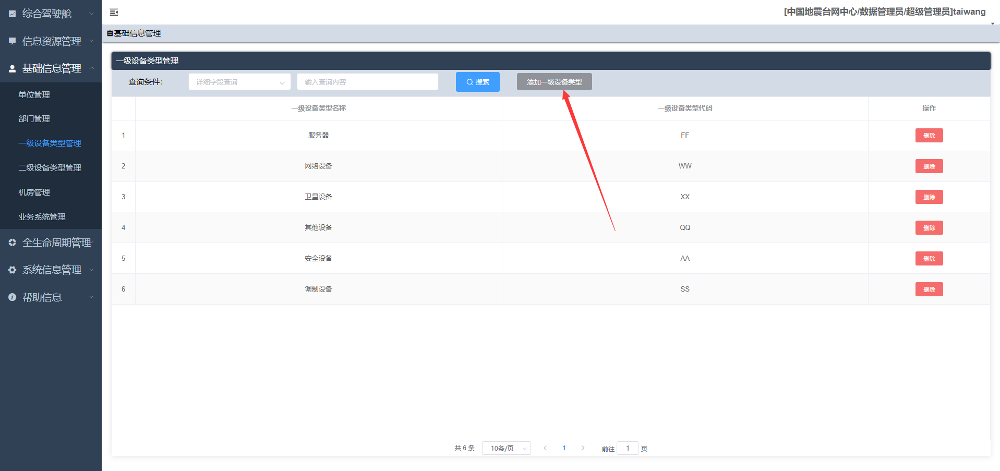 综合驾驶舱
信息资源管理
基础信息管理
单位管理
部门管理
一级设备类型管理
二级设备类型管理
机房管理
业务系统管理
全生命周期管理
系统信息管理
帮助信息
[中国地震台网中心/数据管理员/超级管理员]taiwang
基础信息管理
一级设备类型管理
查询条件： 详细字段查询 输入查询内容 搜索 添加一级设备类型
一级设备类型名称 一级设备类型代码 操作
1 服务器 FF 删除
2 网络设备 WW 删除
3 卫星设备 XX 删除
4 其他设备 QQ 删除
5 安全设备 AA 删除
6 调制设备 SS 删除
共 6 条 10条/页 1 前往 1 页